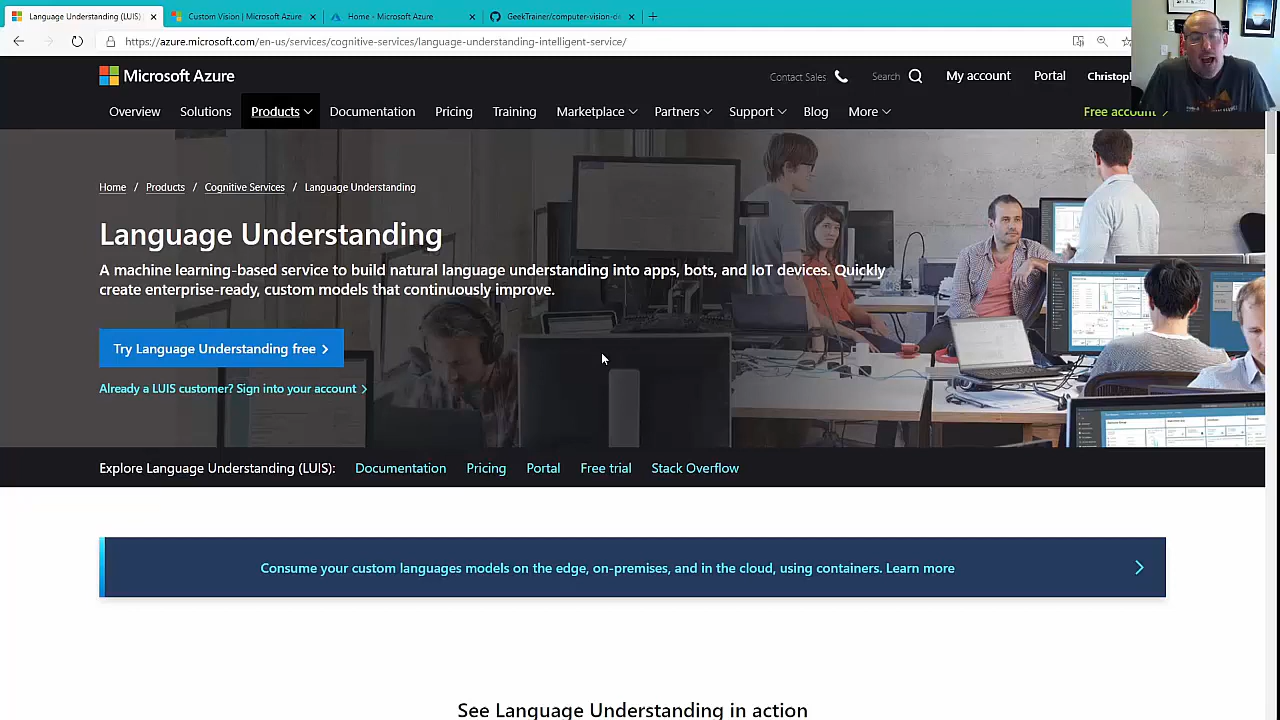 Language Understanding (LUIS)
Custom Vision | Microsoft Azure
Home - Microsoft Azure
GeekTrainer/computer-vision-de
https://azure.microsoft.com/en-us/services/cognitive-services/language-understanding-intelligent-service/
Microsoft Azure
Contact Sales
Search
My account
Portal
Christoph
Overview
Solutions
Products
Documentation
Pricing
Training
Marketplace
Partners
Support
Blog
More
Free account
Home / Products / Cognitive Services / Language Understanding
Language Understanding
A machine learning-based service to build natural language understanding into apps, bots, and IoT devices. Quickly
create enterprise-ready, custom models that continuously improve.
Try Language Understanding free
Already a LUIS customer? Sign into your account
Explore Language Understanding (LUIS):
Documentation
Pricing
Portal
Free trial
Stack Overflow
Consume your custom languages models on the edge, on-premises, and in the cloud, using containers. Learn more
See Language Understanding in action